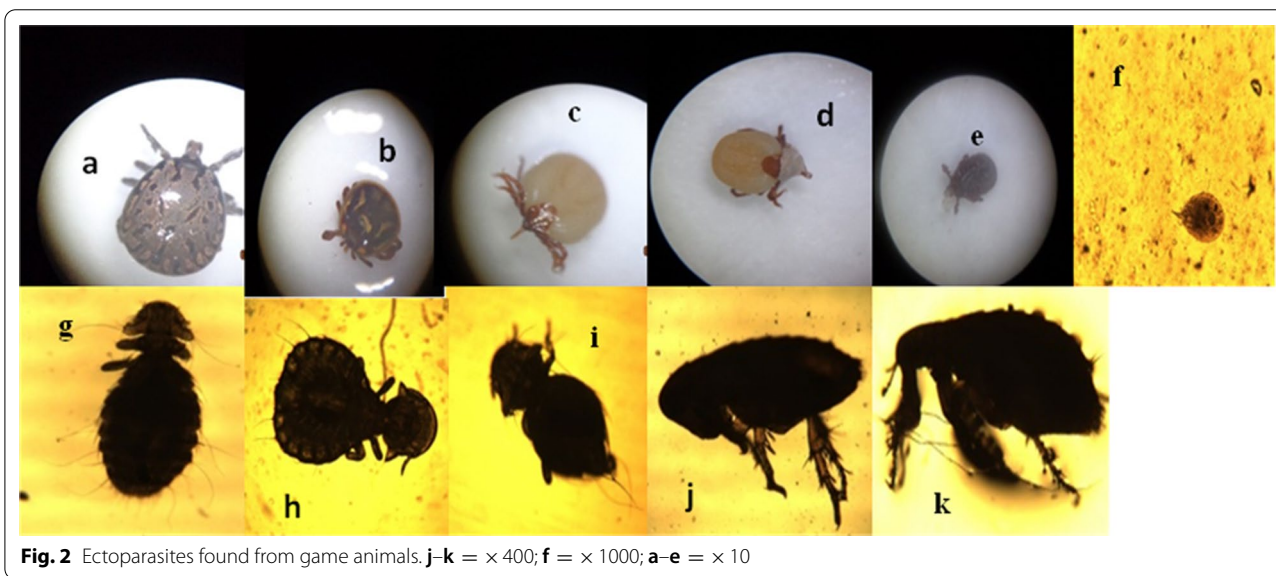 a
b
c
d
e
f
g
h
i
j
k
Fig. 2 Ectoparasites found from game animals. j–k = × 400; f = × 1000; a–e = × 10